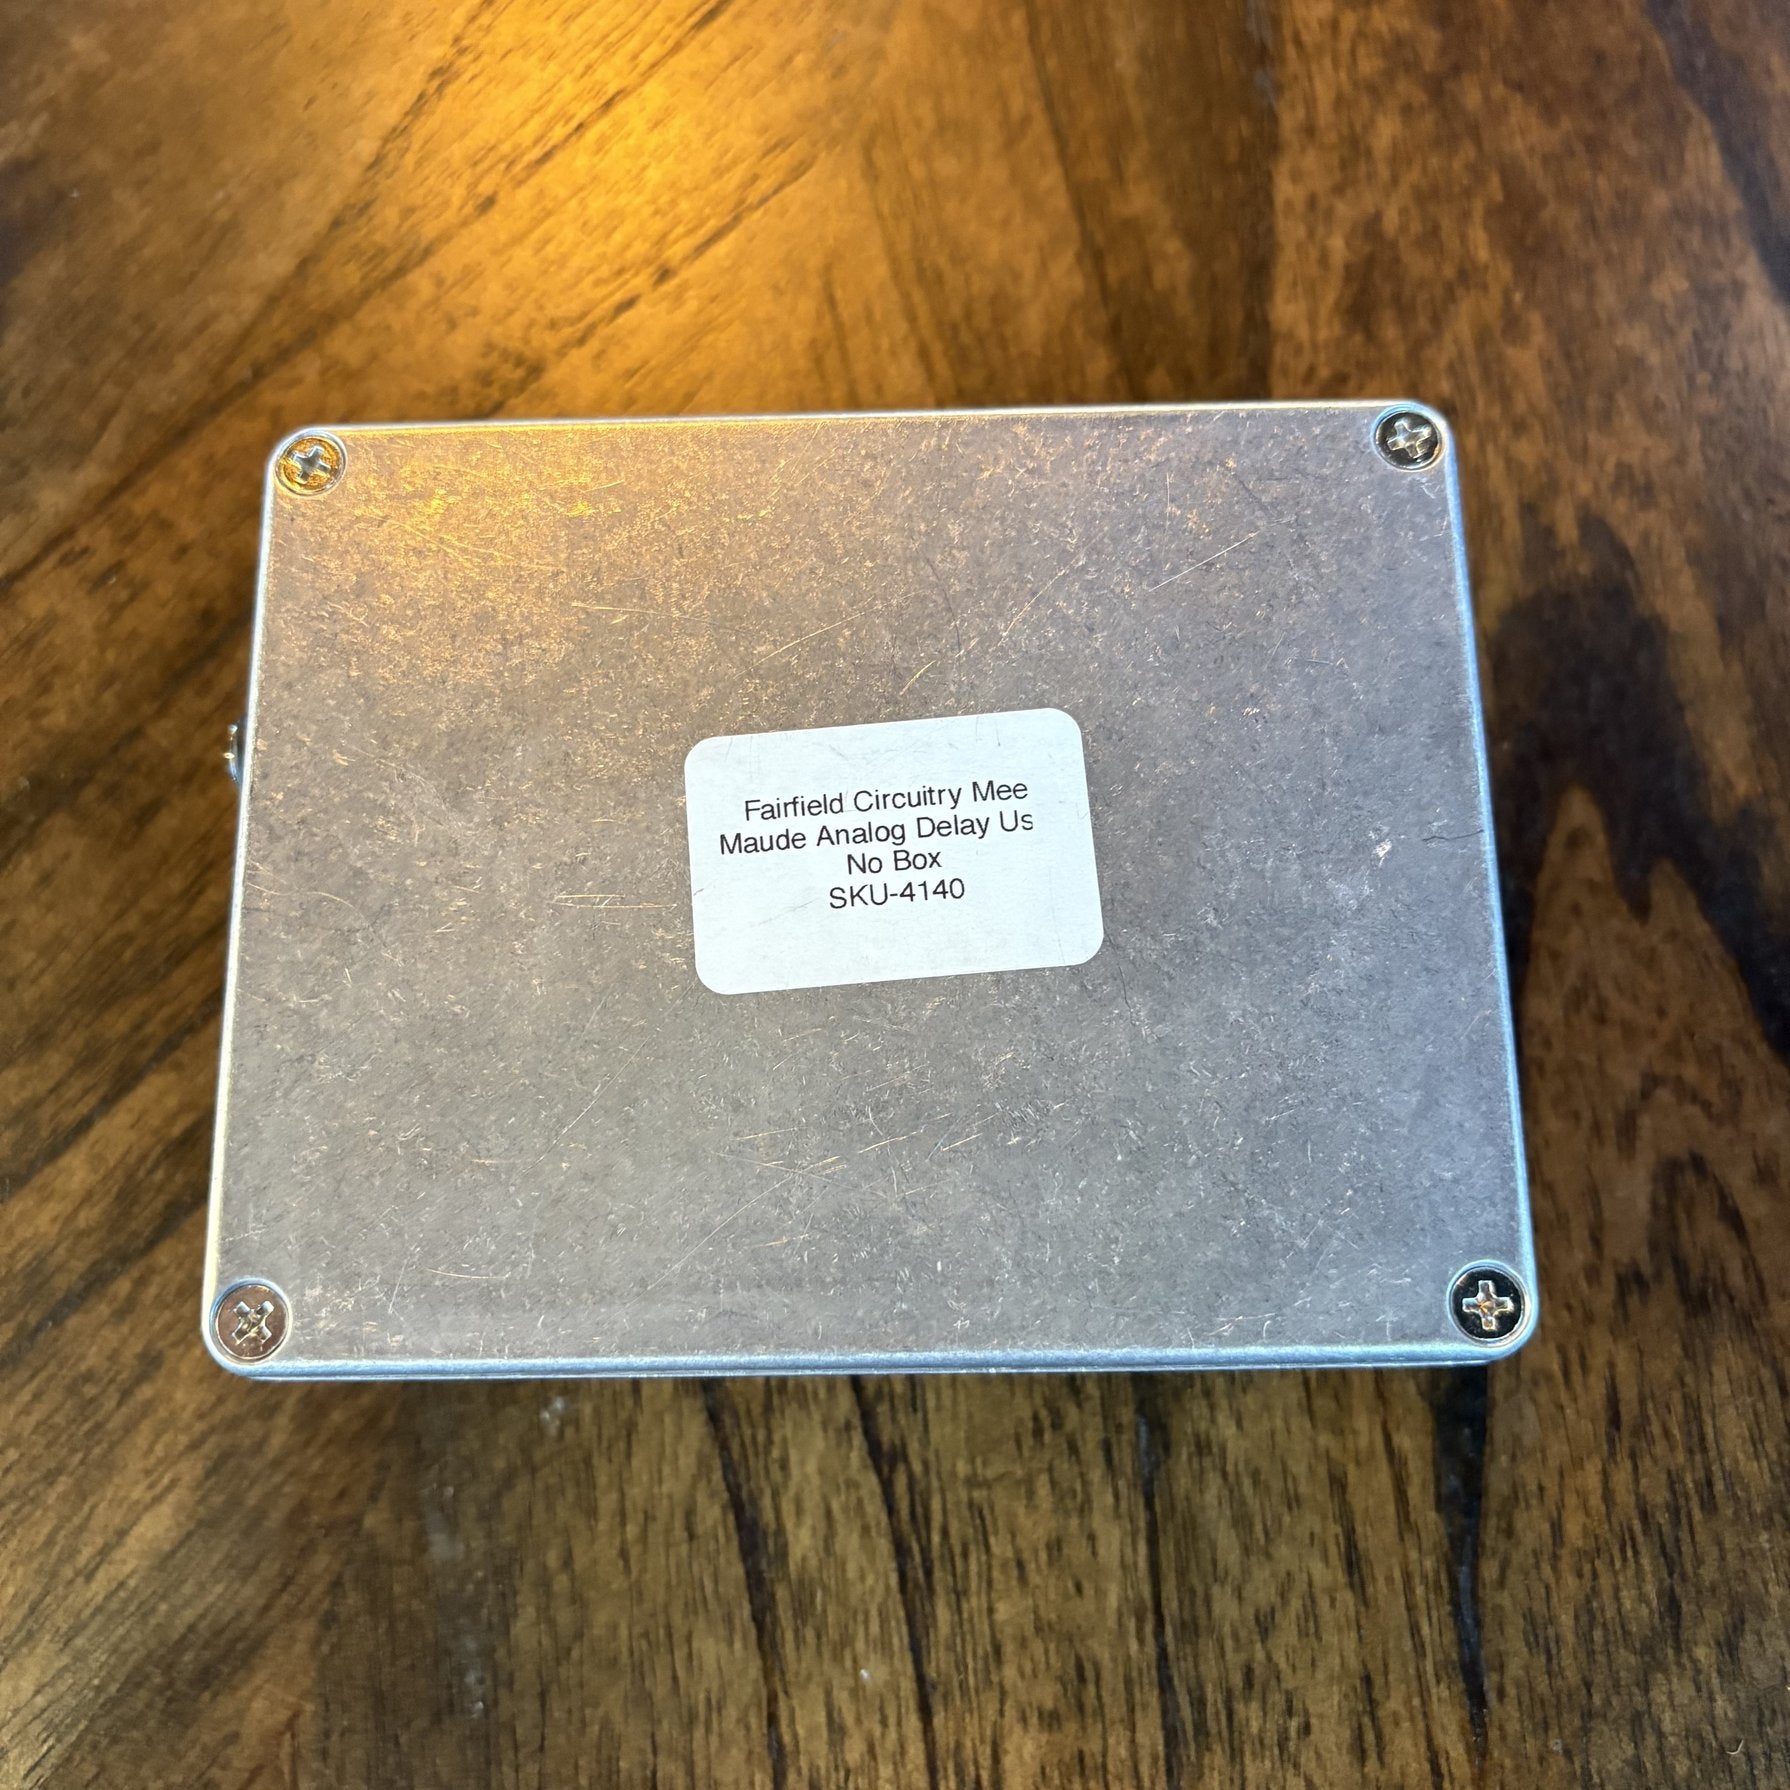 Fairfield Circuitry Mee
Maude Analog Delay Us
No Box
SKU-4140